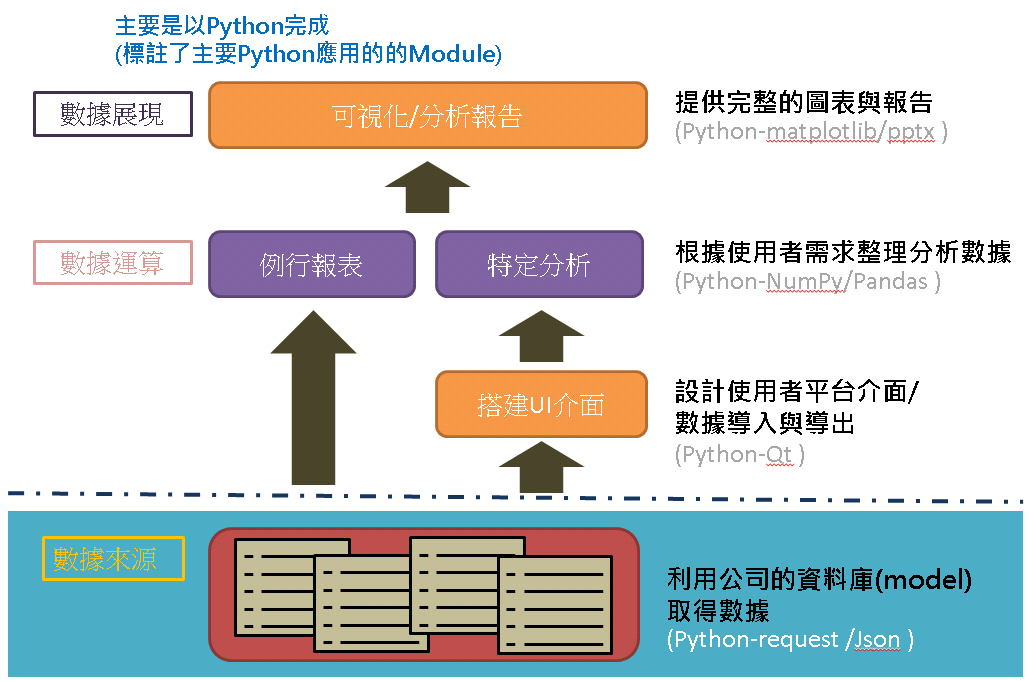 主要是以Python完成
(標註了主要Python應用的的Module)
數據展現
可視化/分析報告
提供完整的圖表與報告
(Python-matplotlib/pptx )
數據運算
例行報表
特定分析
根據使用者需求整理分析數據
(Python-NumPy/Pandas )
搭建UI介面
設計使用者平台介面/
數據導入與導出
(Python-Qt )
數據來源
利用公司的資料庫(model)
取得數據
(Python-request /Json )